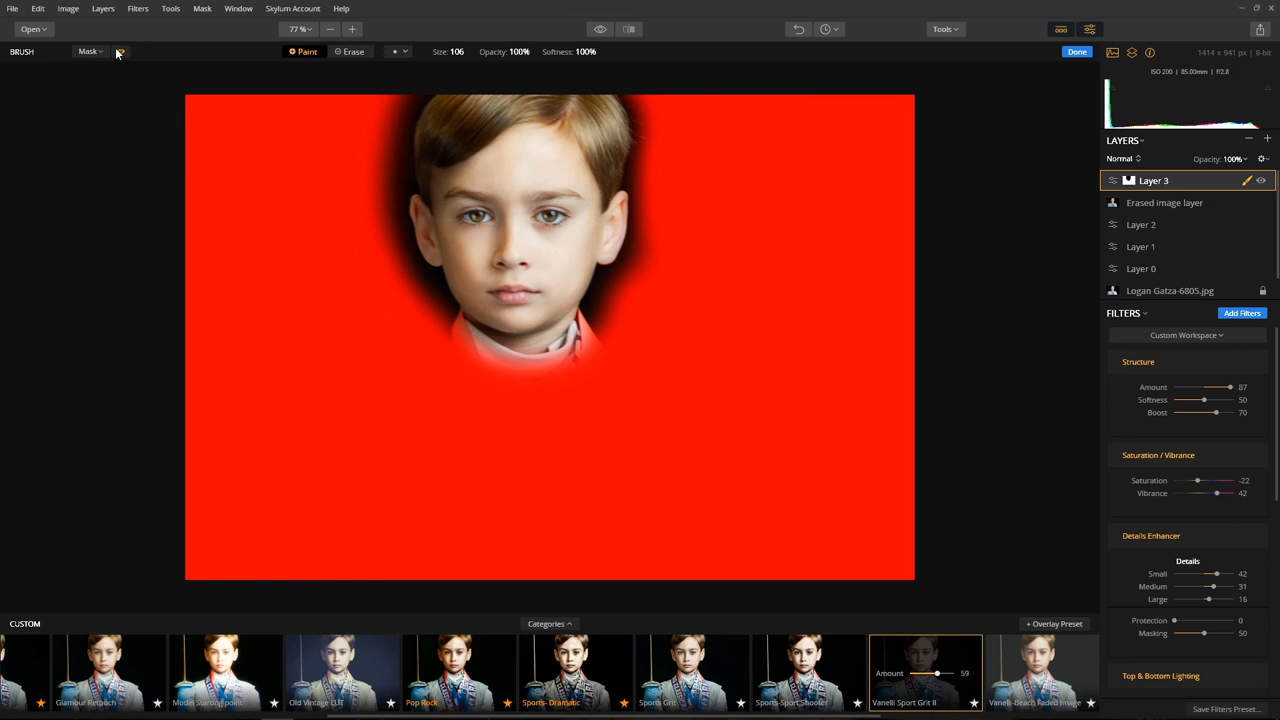 File Edit Image Layers Filters Tools Mask Window Skylum Account Help
Open 77 % Tools
BRUSH Mask Paint Erase Size: 106 Opacity: 100% Softness: 100% Done
1414 x 941 px | 8-bit
ISO 200 | 85.00mm | f/2.8
LAYERS
Normal Opacity: 100%
Layer 3
Erased image layer
Layer 2
Layer 1
Layer 0
Logan Gatza-6805.jpg
FILTERS Add Filters
Custom Workspace
Structure
Amount 87
Softness 50
Boost 70
Saturation / Vibrance
Saturation -22
Vibrance 42
Details Enhancer
Details
Small 42
Medium 31
Large 16
Protection 0
Masking 50
Top & Bottom Lighting
Save Filters Preset...
CUSTOM Categories + Overlay Preset
Amount 59
Glamour Retouch Model Starting point Old Vintage LUT Pop Rock Sports- Dramatic Sports Grit Sports-Sport Shooter Vanelli Sport Grit II Vanelli-Beach Faded Image